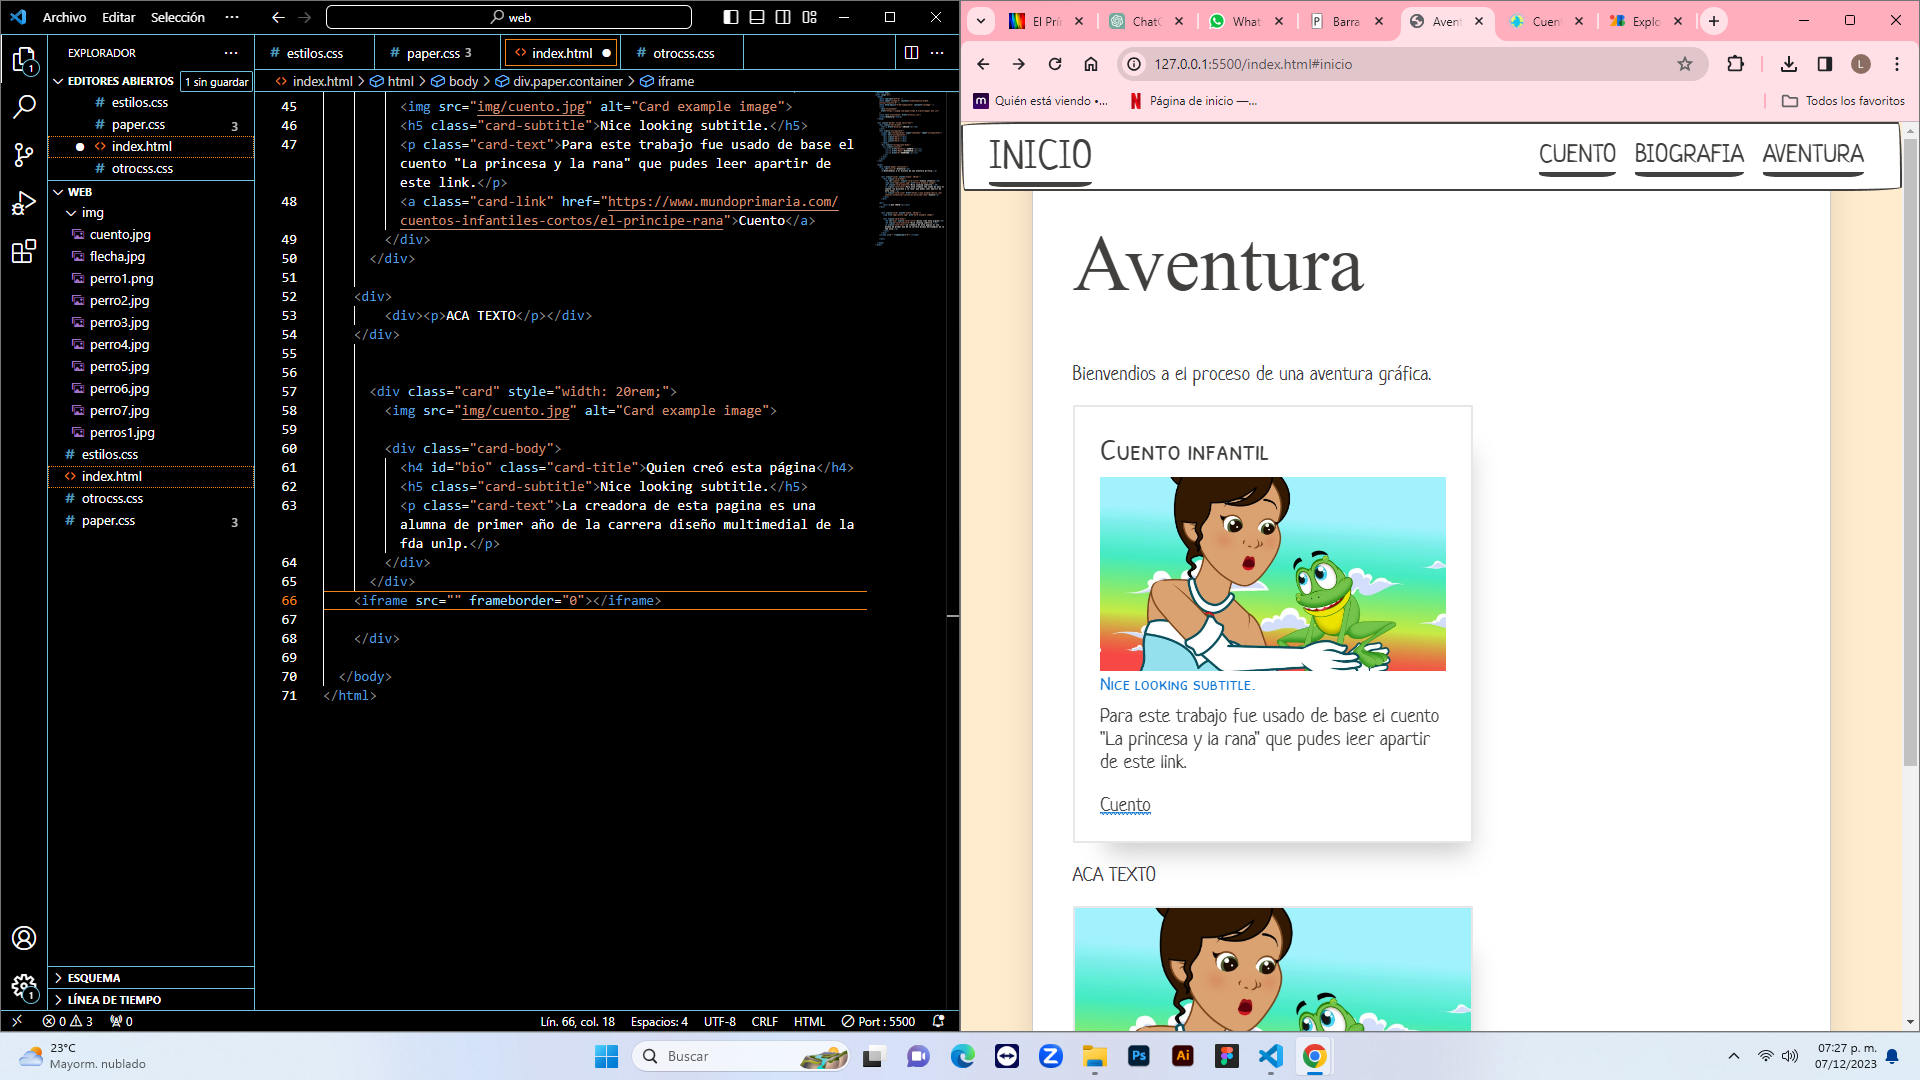 Archivo Editar Selección ··· web
El Prín ChatG What Barra Avent Cuent Explo
EXPLORADOR
estilos.css paper.css 3 index.html otrocss.css
127.0.0.1:5500/index.html#inicio L
EDITORES ABIERTOS 1 sin guardar
index.html > html > body > div.paper.container > iframe
Quién está viendo •... Página de inicio —... Todos los favoritos
estilos.css
paper.css 3
index.html
otrocss.css
WEB
img
cuento.jpg
flecha.jpg
perro1.png
perro2.jpg
perro3.jpg
perro4.jpg
perro5.jpg
perro6.jpg
perro7.jpg
perros1.jpg
estilos.css
index.html
otrocss.css
paper.css 3
ESQUEMA
LÍNEA DE TIEMPO
45 <img src="img/cuento.jpg" alt="Card example image">
46 <h5 class="card-subtitle">Nice looking subtitle.</h5>
47 <p class="card-text">Para este trabajo fue usado de base el
cuento "La princesa y la rana" que pudes leer apartir de
este link.</p>
48 <a class="card-link" href="https://www.mundoprimaria.com/
cuentos-infantiles-cortos/el-principe-rana">Cuento</a>
49 </div>
50 </div>
51
52 <div>
53 <div><p>ACA TEXTO</p></div>
54 </div>
55
56
57 <div class="card" style="width: 20rem;">
58 <img src="img/cuento.jpg" alt="Card example image">
59
60 <div class="card-body">
61 <h4 id="bio" class="card-title">Quien creó esta página</h4>
62 <h5 class="card-subtitle">Nice looking subtitle.</h5>
63 <p class="card-text">La creadora de esta pagina es una
alumna de primer año de la carrera diseño multimedial de la
fda unlp.</p>
64 </div>
65 </div>
66 <iframe src="" frameborder="0"></iframe>
67
68 </div>
69
70 </body>
71 </html>
0 3 0 Lín. 66, col. 18 Espacios: 4 UTF-8 CRLF HTML Port : 5500
INICIO CUENTO BIOGRAFIA AVENTURA
Aventura
Bienvendios a el proceso de una aventura gráfica.
Cuento infantil
Nice looking subtitle.
Para este trabajo fue usado de base el cuento
"La princesa y la rana" que pudes leer apartir
de este link.
Cuento
ACA TEXTO
23°C
Mayorm. nublado
Buscar
Ps Ai
07:27 p. m.
07/12/2023